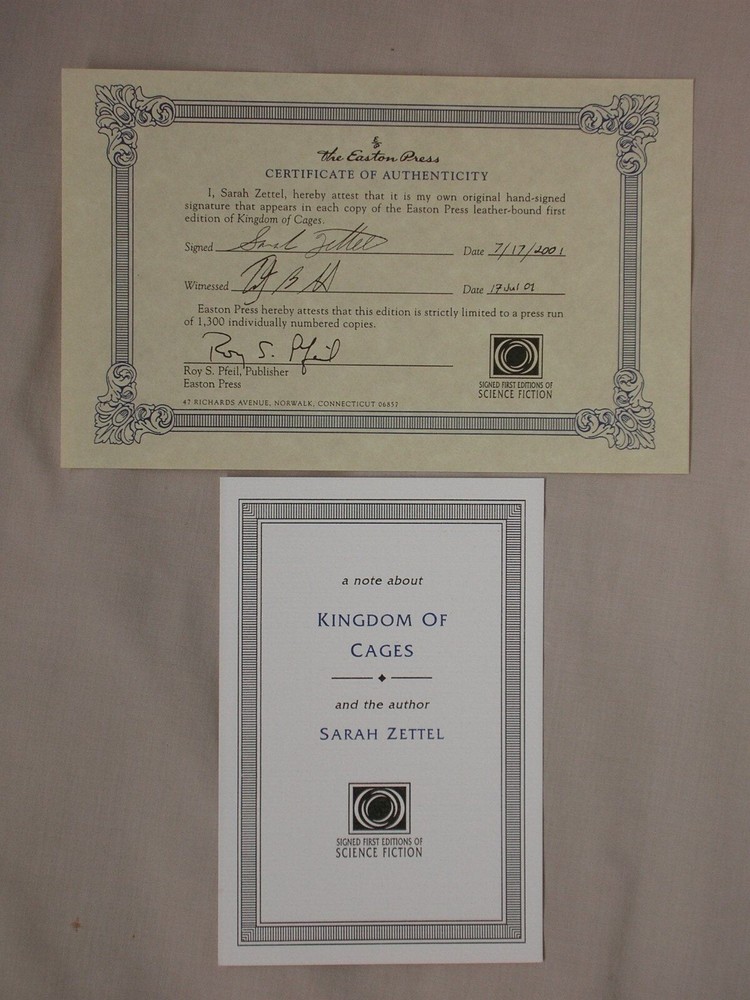 The Easton Press
CERTIFICATE OF AUTHENTICITY
I, Sarah Zettel, hereby attest that it is my own original hand-signed
signature that appears in each copy of the Easton Press leather-bound first
edition of Kingdom of Cages.
Signed Sarah Zettel Date 7/17/2001
Witnessed Date 17 Jul 01
Easton Press hereby attests that this edition is strictly limited to a press run
of 1,300 individually numbered copies.
Roy S. Pfeil
Roy S. Pfeil, Publisher
Easton Press
SIGNED FIRST EDITIONS OF
SCIENCE FICTION
47 RICHARDS AVENUE, NORWALK, CONNECTICUT 06857
a note about
KINGDOM OF
CAGES
and the author
SARAH ZETTEL
SIGNED FIRST EDITIONS OF
SCIENCE FICTION